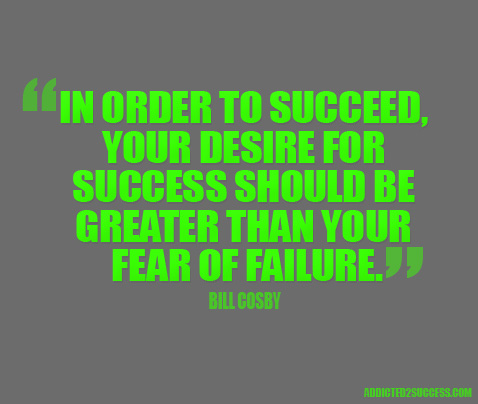 “IN ORDER TO SUCCEED,
YOUR DESIRE FOR
SUCCESS SHOULD BE
GREATER THAN YOUR
FEAR OF FAILURE.”
BILL COSBY
ADDICTED2SUCCESS.COM